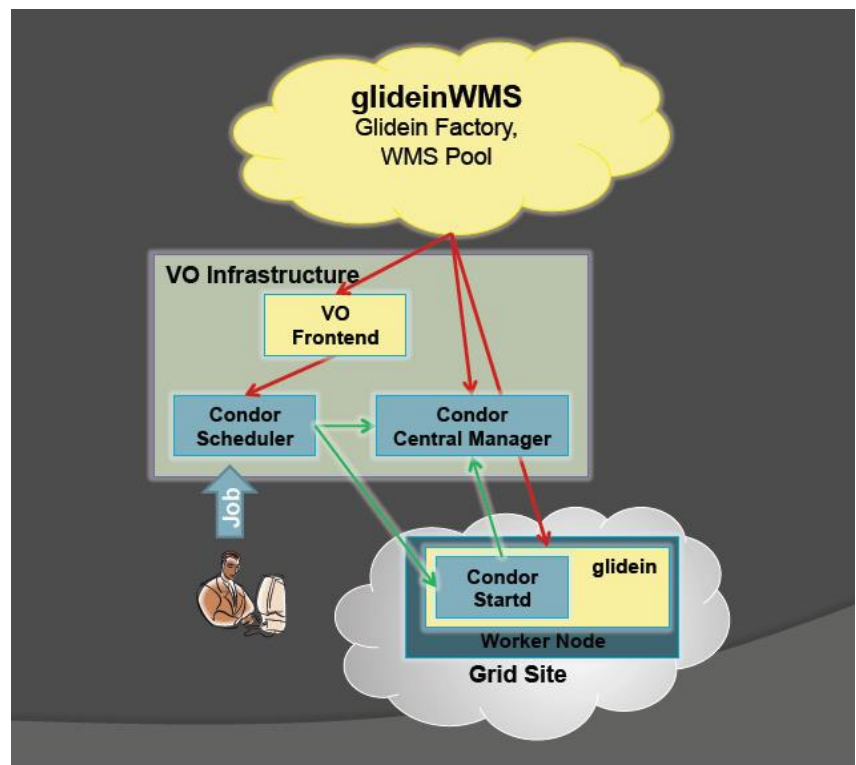 glideinWMS
Glidein Factory,
WMS Pool
VO Infrastructure
VO
Frontend
Condor
Scheduler
Condor
Central Manager
Job
Condor
Startd
glidein
Worker Node
Grid Site